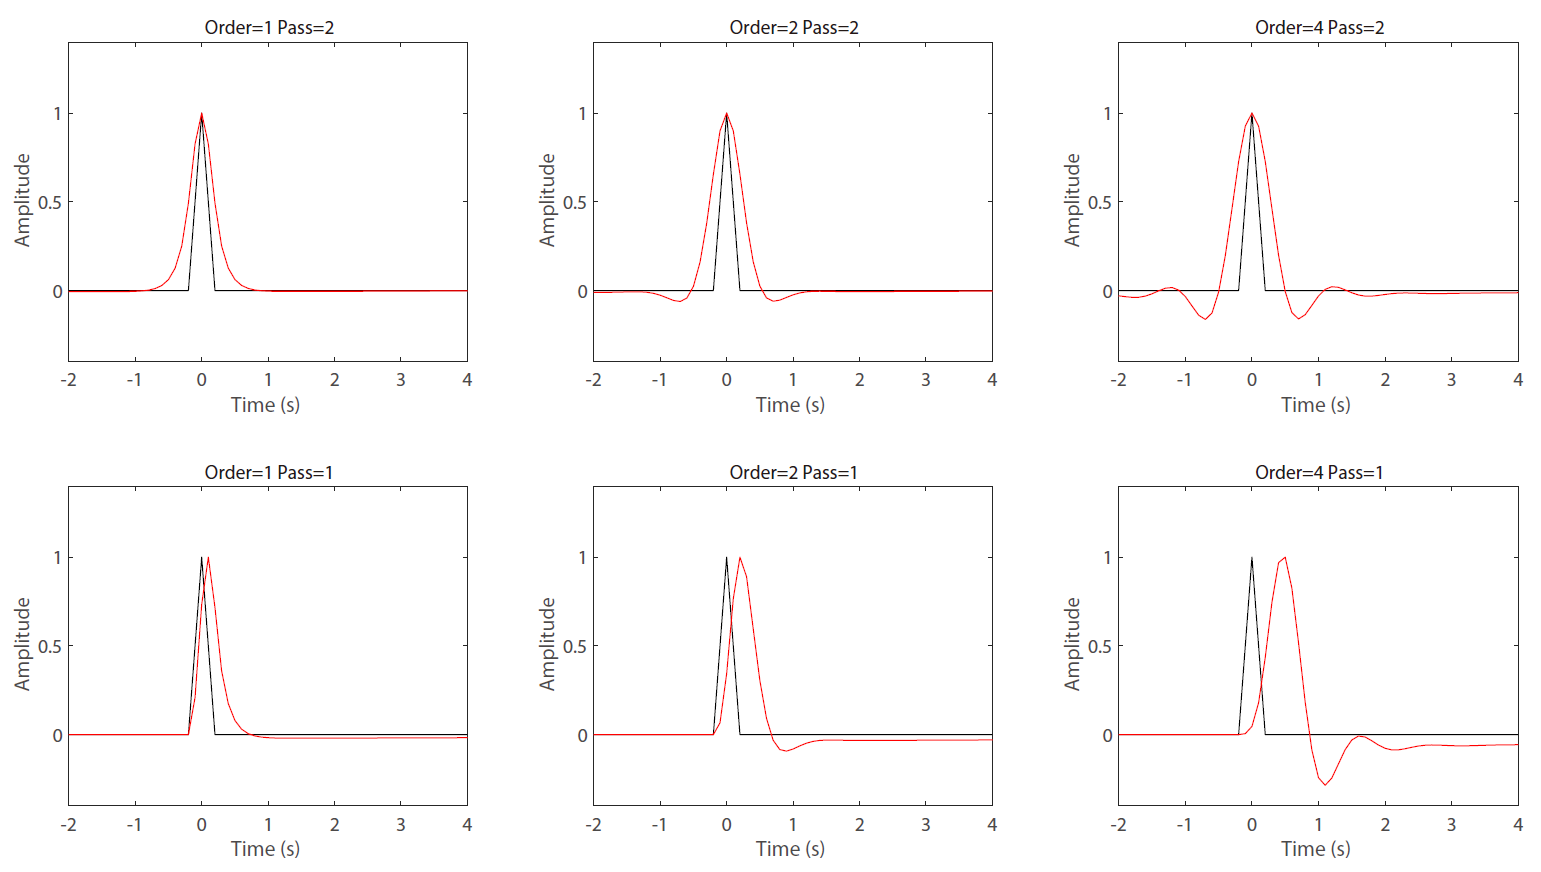 Order=1 Pass=2
Order=2 Pass=2
Order=4 Pass=2
Amplitude
1
0.5
0
-2 -1 0 1 2 3 4
Time (s)
Amplitude
1
0.5
0
-2 -1 0 1 2 3 4
Time (s)
Amplitude
1
0.5
0
-2 -1 0 1 2 3 4
Time (s)
Order=1 Pass=1
Order=2 Pass=1
Order=4 Pass=1
Amplitude
1
0.5
0
-2 -1 0 1 2 3 4
Time (s)
Amplitude
1
0.5
0
-2 -1 0 1 2 3 4
Time (s)
Amplitude
1
0.5
0
-2 -1 0 1 2 3 4
Time (s)